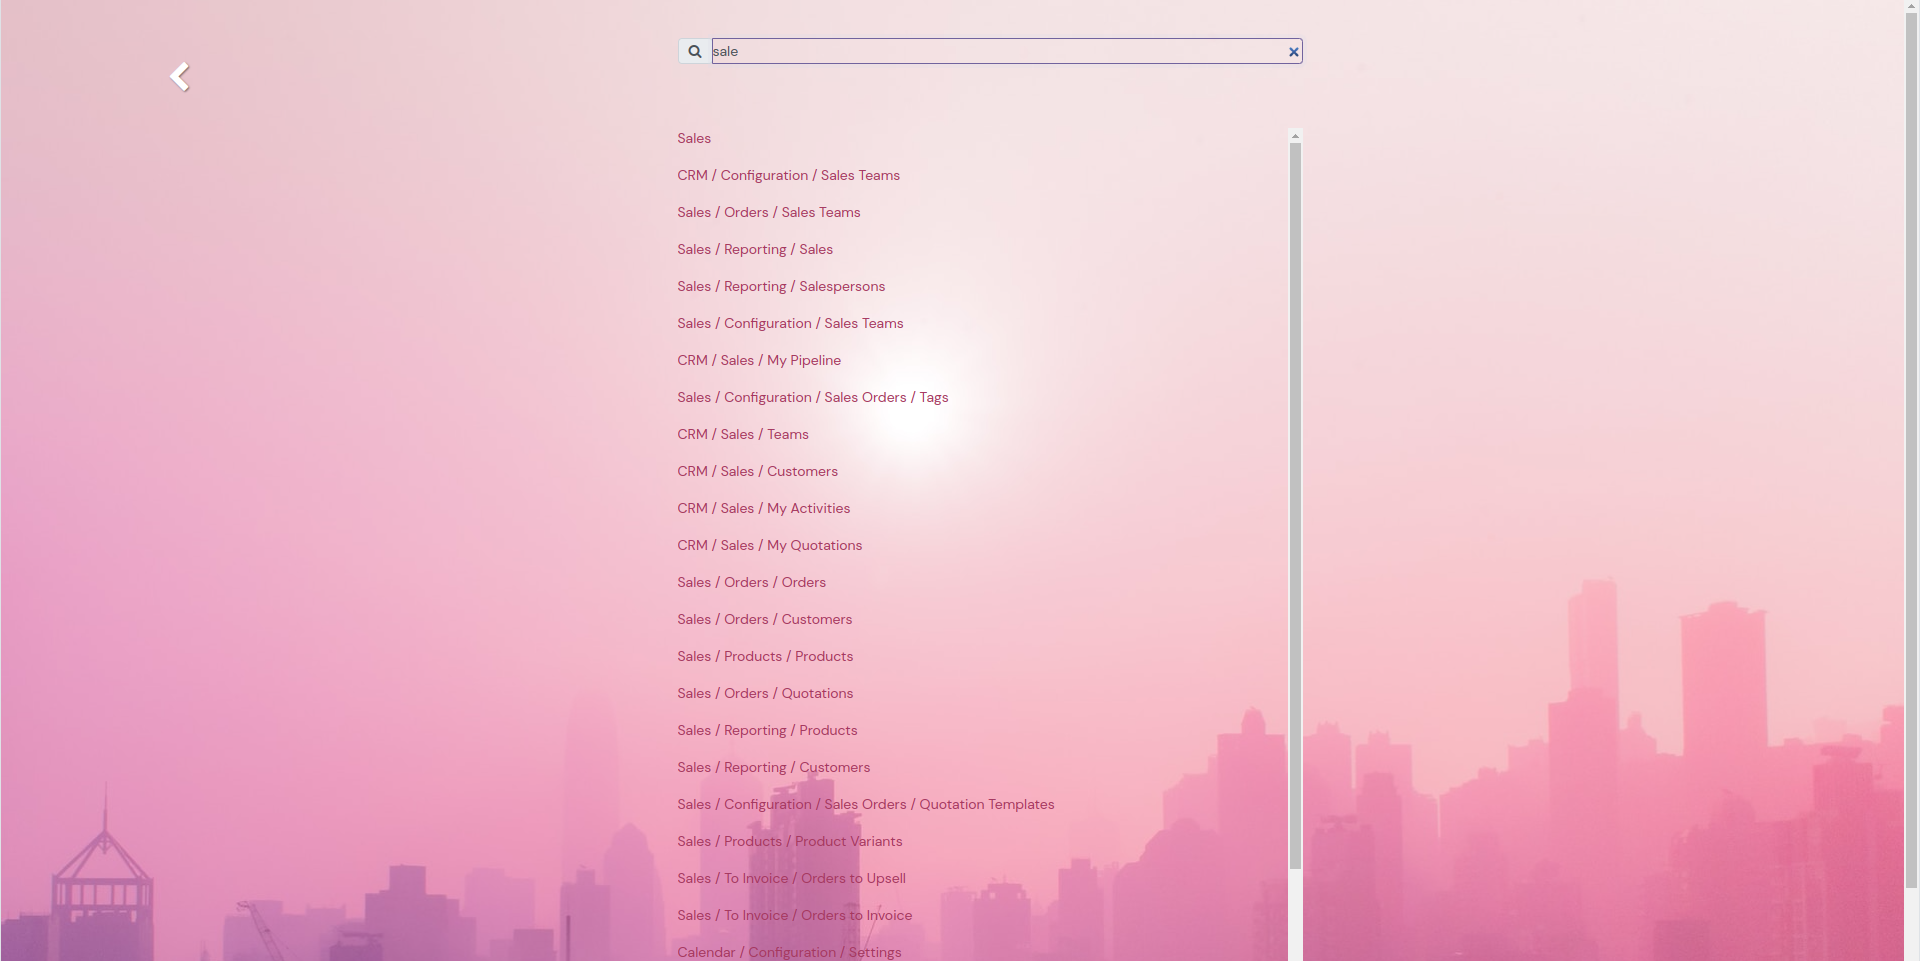 sale
Sales
CRM / Configuration / Sales Teams
Sales / Orders / Sales Teams
Sales / Reporting / Sales
Sales / Reporting / Salespersons
Sales / Configuration / Sales Teams
CRM / Sales / My Pipeline
Sales / Configuration / Sales Orders / Tags
CRM / Sales / Teams
CRM / Sales / Customers
CRM / Sales / My Activities
CRM / Sales / My Quotations
Sales / Orders / Orders
Sales / Orders / Customers
Sales / Products / Products
Sales / Orders / Quotations
Sales / Reporting / Products
Sales / Reporting / Customers
Sales / Configuration / Sales Orders / Quotation Templates
Sales / Products / Product Variants
Sales / To Invoice / Orders to Upsell
Sales / To Invoice / Orders to Invoice
Calendar / Configuration / Settings